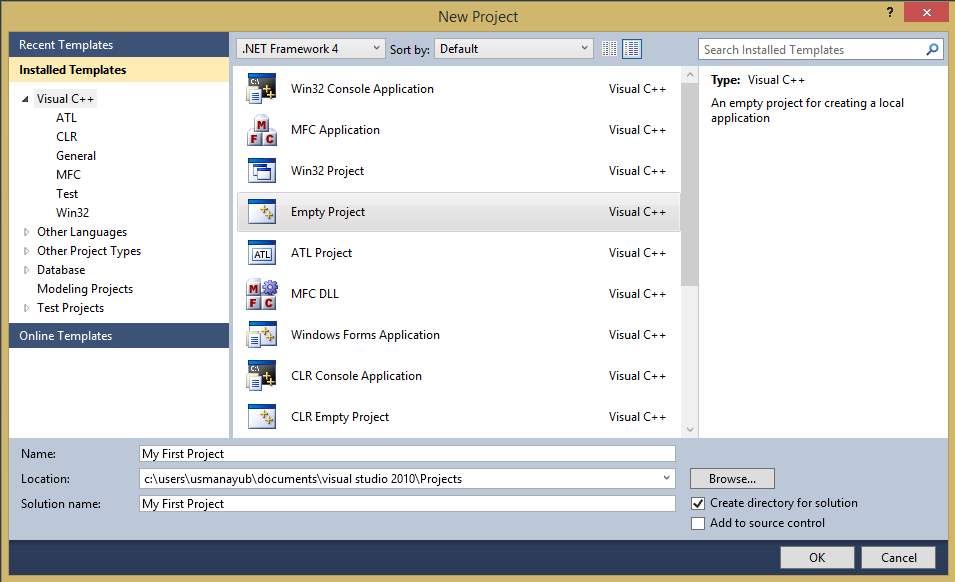 New Project
?
Recent Templates
Installed Templates
Visual C++
ATL
CLR
General
MFC
Test
Win32
Other Languages
Other Project Types
Database
Modeling Projects
Test Projects
Online Templates
.NET Framework 4 Sort by: Default
Win32 Console Application Visual C++
MFC Application Visual C++
Win32 Project Visual C++
Empty Project Visual C++
ATL Project Visual C++
MFC DLL Visual C++
Windows Forms Application Visual C++
CLR Console Application Visual C++
CLR Empty Project Visual C++
Search Installed Templates
Type: Visual C++
An empty project for creating a local
application
Name: My First Project
Location: c:\users\usmanayub\documents\visual studio 2010\Projects Browse...
Solution name: My First Project
Create directory for solution
Add to source control
OK Cancel